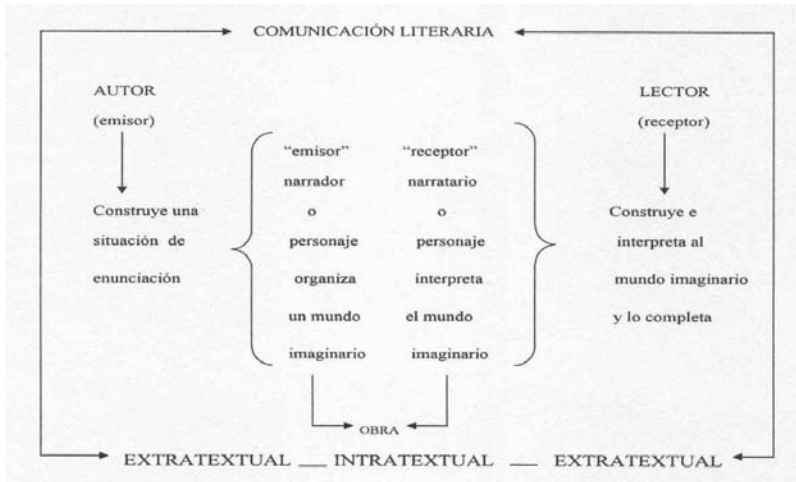 COMUNICACIÓN LITERARIA
AUTOR
(emisor)
Construye una
situación de
enunciación
“emisor”
narrador
o
personaje
organiza
un mundo
imaginario
“receptor”
narratario
o
personaje
interpreta
el mundo
imaginario
LECTOR
(receptor)
Construye e
interpreta al
mundo imaginario
y lo completa
OBRA
EXTRATEXTUAL __ INTRATEXTUAL __ EXTRATEXTUAL